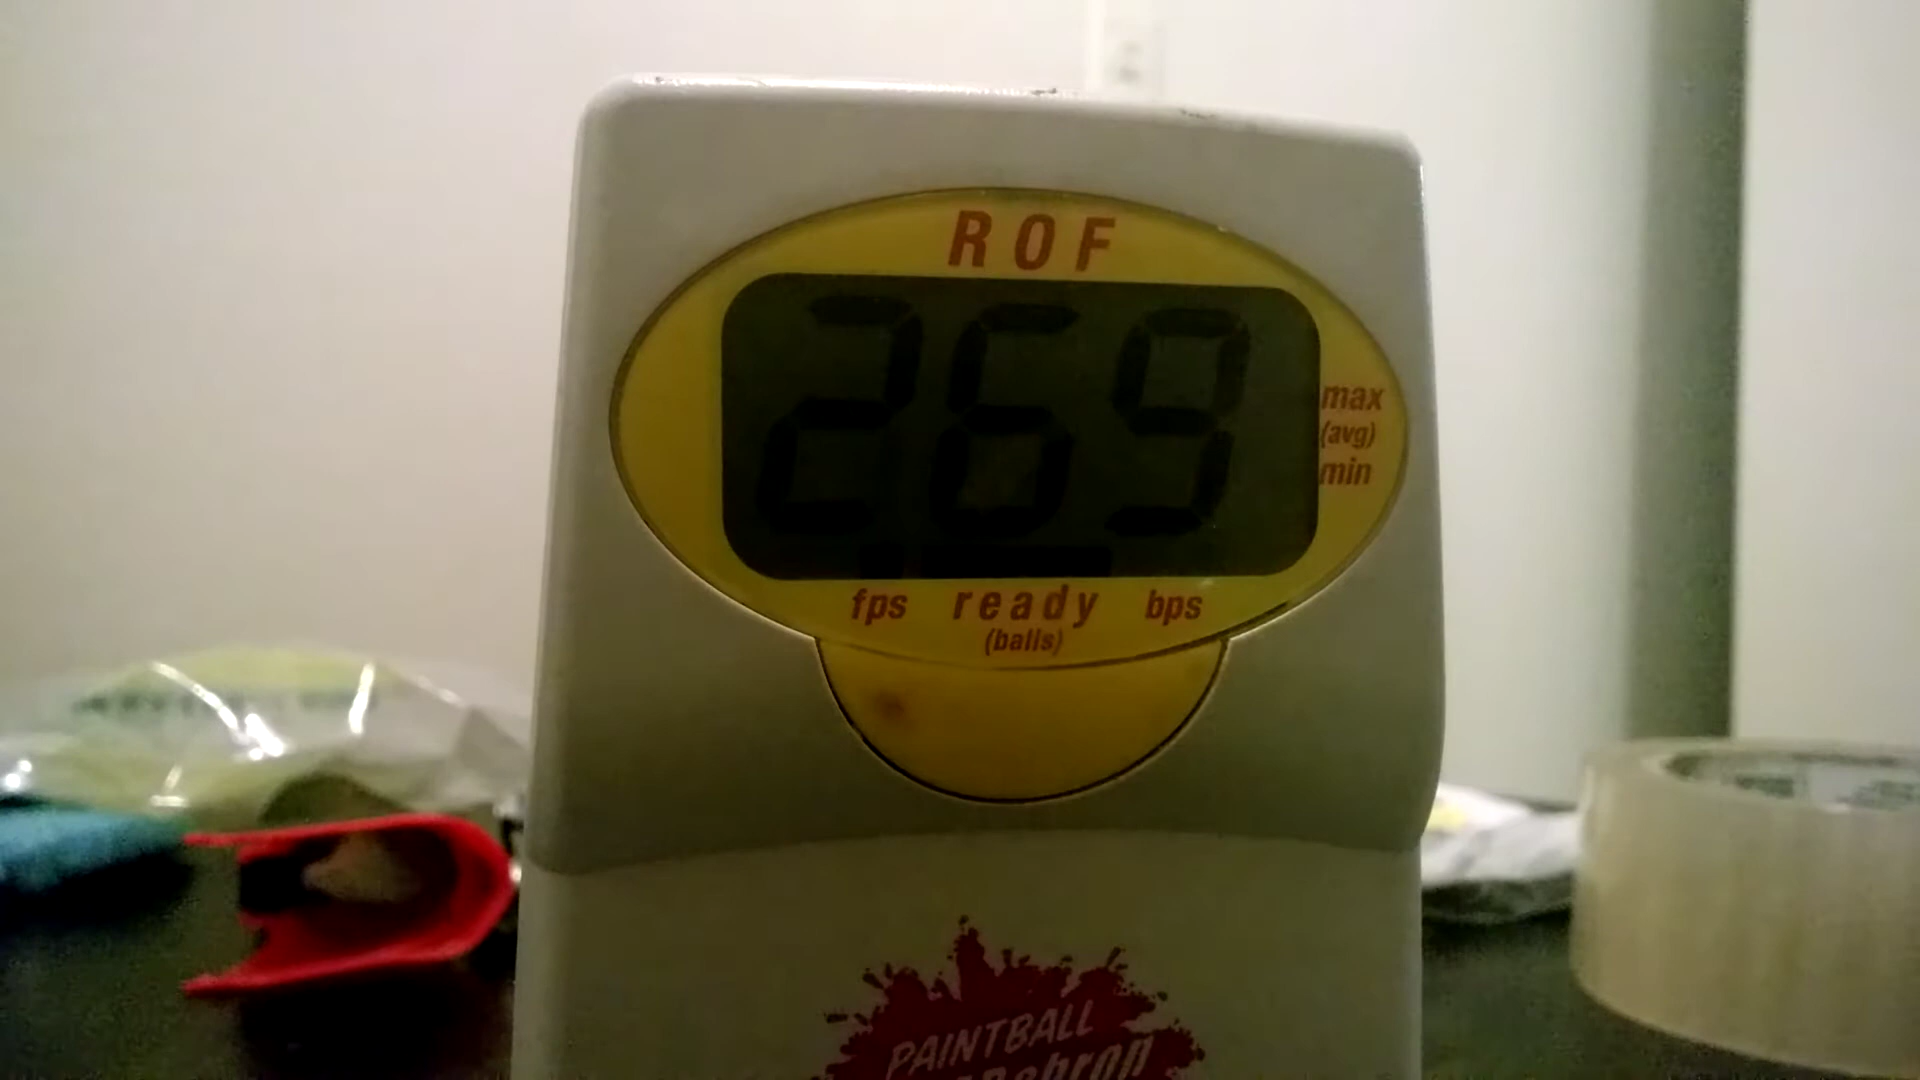 ROF
269
max
(avg)
min
fps ready bps
(balls)
PAINTBALL